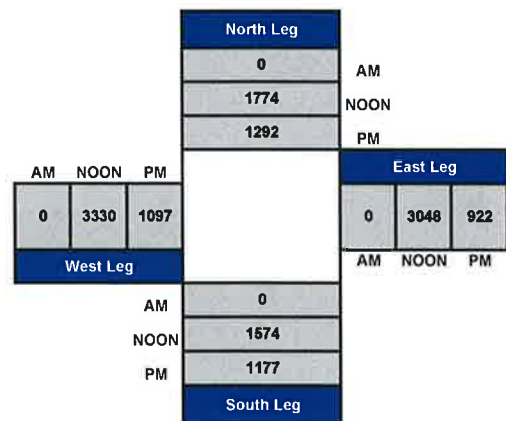 North Leg
0 AM
1774 NOON
1292 PM
AM NOON PM
East Leg
0 3330 1097
0 3048 922
West Leg
AM NOON PM
AM 0
NOON 1574
PM 1177
South Leg